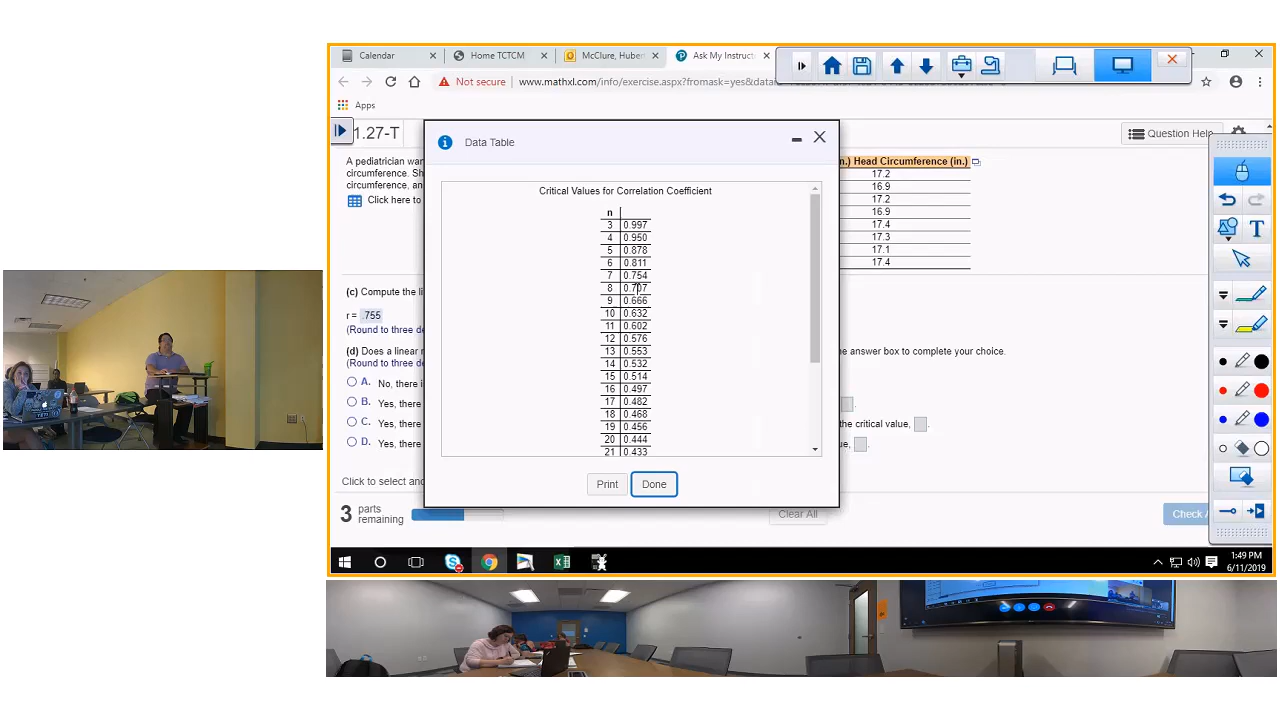 Calendar
Home TCTCM
McClure, Huber
Ask My Instruct
Not secure
www.mathxl.com/info/exercise.aspx?fromask=yes&data
Apps
1.27-T
Question Help
A pediatrician wan
circumference. Sh
circumference, an
Click here to
.) Head Circumference (in.)
17.2
16.9
17.2
16.9
17.4
17.3
17.1
17.4
Data Table
Critical Values for Correlation Coefficient
n
3 0.997
4 0.950
5 0.878
6 0.811
7 0.754
8 0.707
9 0.666
10 0.632
11 0.602
12 0.576
13 0.553
14 0.532
15 0.514
16 0.497
17 0.482
18 0.468
19 0.456
20 0.444
21 0.433
Print
Done
(c) Compute the li
r = .755
(Round to three de
(d) Does a linear r
e answer box to complete your choice.
(Round to three de
A. No, there i
B. Yes, there
C. Yes, there
the critical value,
D. Yes, there
ue,
Click to select and
3 parts remaining
Clear All
Check A
T
1:49 PM
6/11/2019